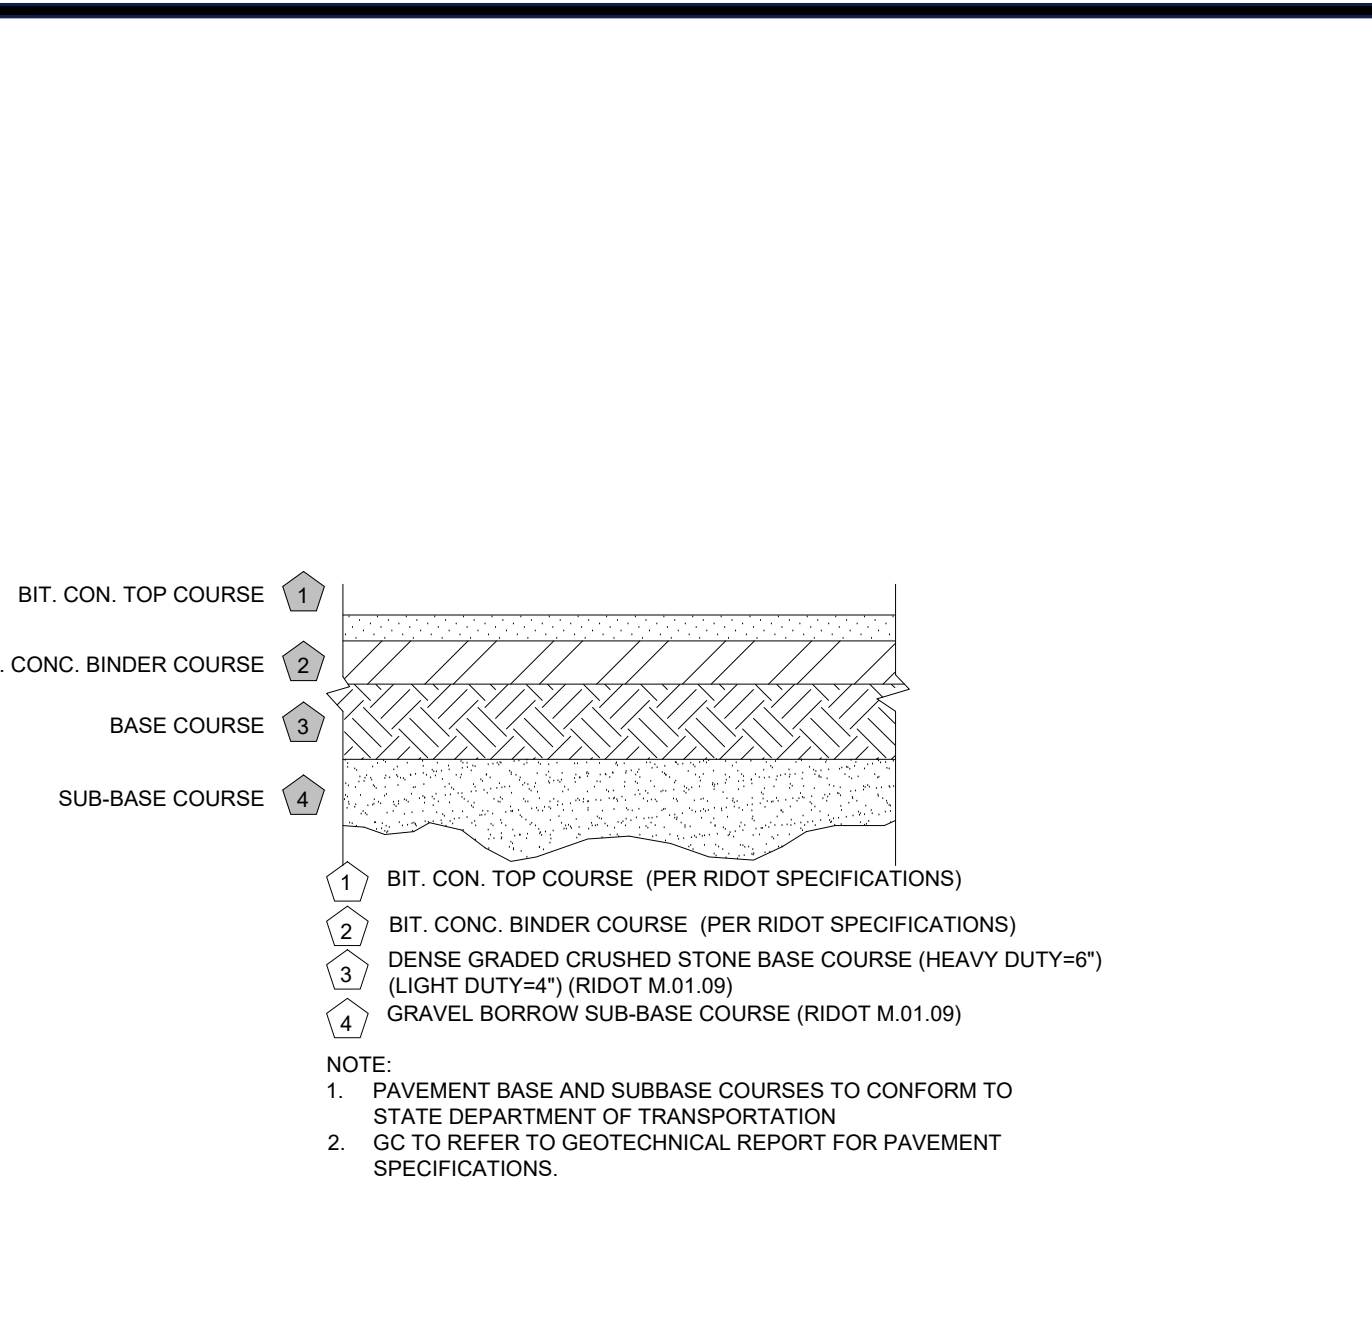 BIT. CON. TOP COURSE 1
. CONC. BINDER COURSE 2
BASE COURSE 3
SUB-BASE COURSE 4
1 BIT. CON. TOP COURSE (PER RIDOT SPECIFICATIONS)
2 BIT. CONC. BINDER COURSE (PER RIDOT SPECIFICATIONS)
3 DENSE GRADED CRUSHED STONE BASE COURSE (HEAVY DUTY=6")
(LIGHT DUTY=4") (RIDOT M.01.09)
4 GRAVEL BORROW SUB-BASE COURSE (RIDOT M.01.09)
NOTE:
1. PAVEMENT BASE AND SUBBASE COURSES TO CONFORM TO
STATE DEPARTMENT OF TRANSPORTATION
2. GC TO REFER TO GEOTECHNICAL REPORT FOR PAVEMENT
SPECIFICATIONS.